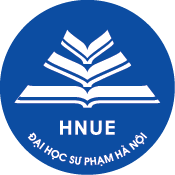 HNUE
ĐẠI HỌC SƯ PHẠM HÀ NỘI